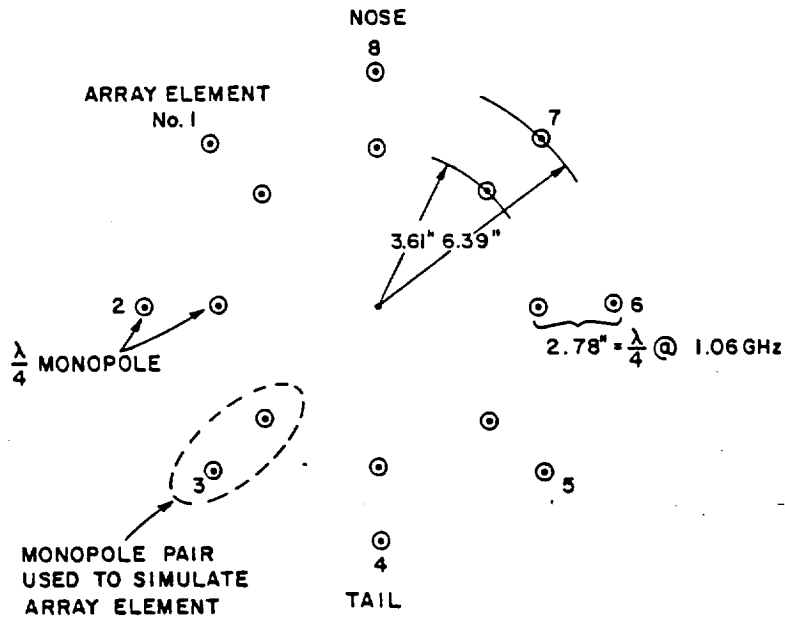 NOSE
8
ARRAY ELEMENT
No. 1
7
3.61" 6.39"
2
6
λ/4 MONOPOLE
2.78" = λ/4 @ 1.06 GHz
3
5
4
MONOPOLE PAIR
USED TO SIMULATE
ARRAY ELEMENT
TAIL